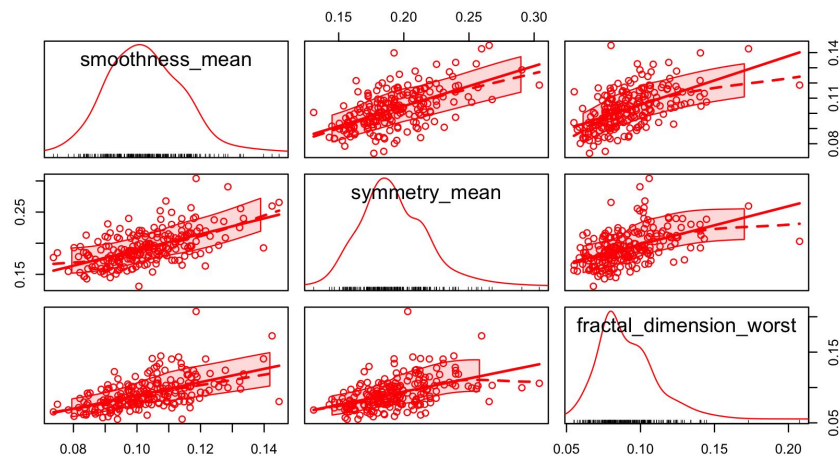 0.15 0.20 0.25 0.30
smoothness_mean
0.08 0.11 0.14
0.15 0.25
symmetry_mean
fractal_dimension_worst
0.05 0.15
0.08 0.10 0.12 0.14
0.05 0.10 0.15 0.20